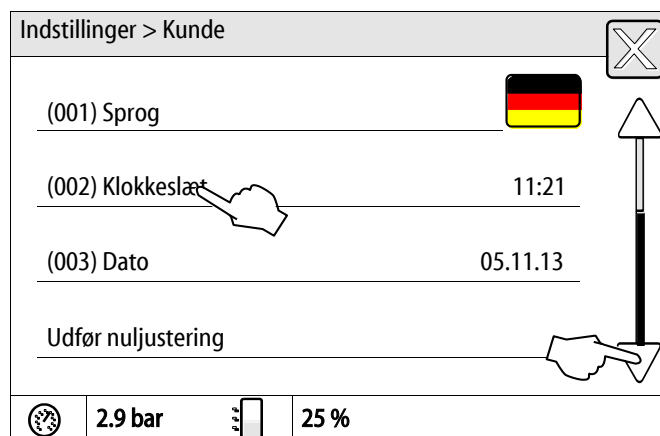 Indstillinger > Kunde
(001) Sprog
(002) Klokkeslæt 11:21
(003) Dato 05.11.13
Udfør nuljustering
2.9 bar 25 %